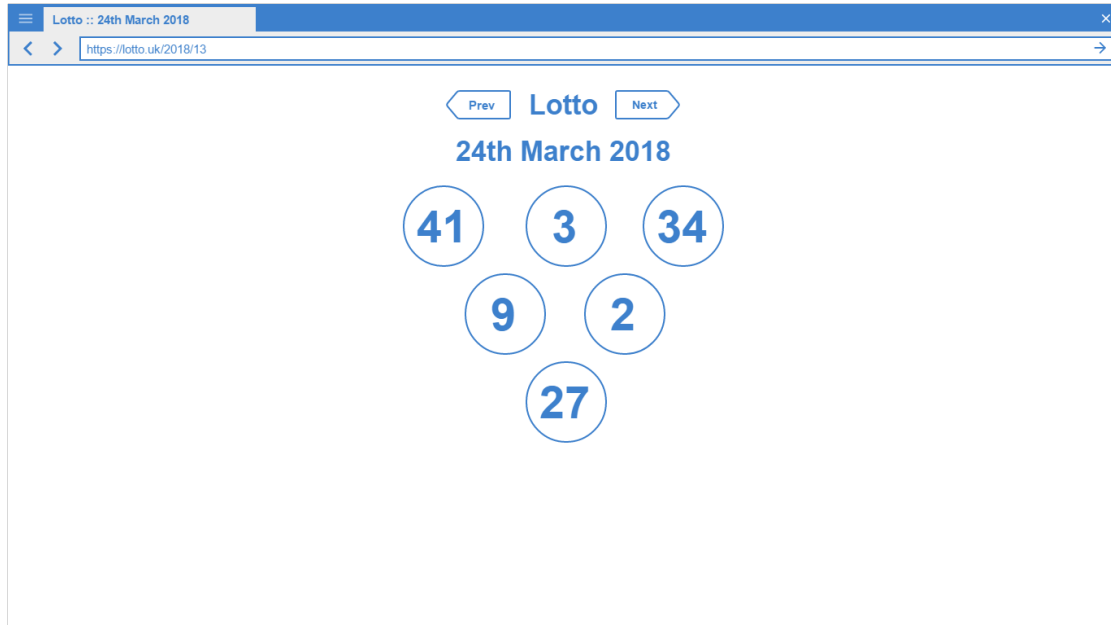 Lotto :: 24th March 2018
https://lotto.uk/2018/13
Prev Lotto Next
24th March 2018
41 3 34
9 2
27